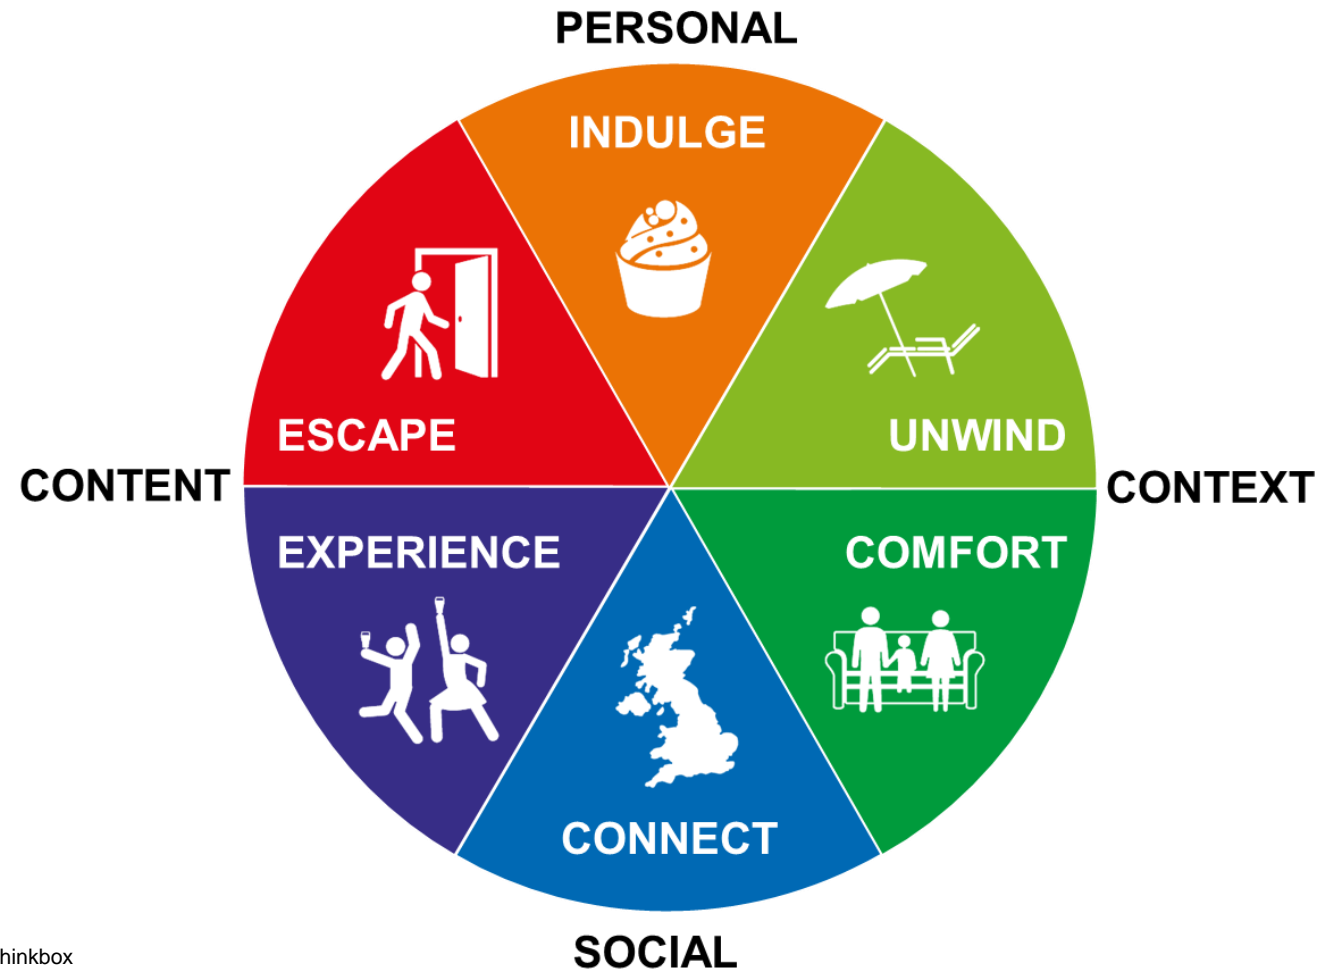 PERSONAL
INDULGE
ESCAPE
UNWIND
CONTENT
CONTEXT
EXPERIENCE
COMFORT
CONNECT
SOCIAL
hinkbox